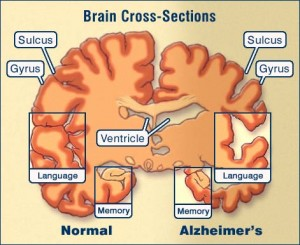 Brain Cross-Sections
Sulcus
Sulcus
Gyrus
Gyrus
Ventricle
Language
Language
Memory
Memory
Normal
Alzheimer's